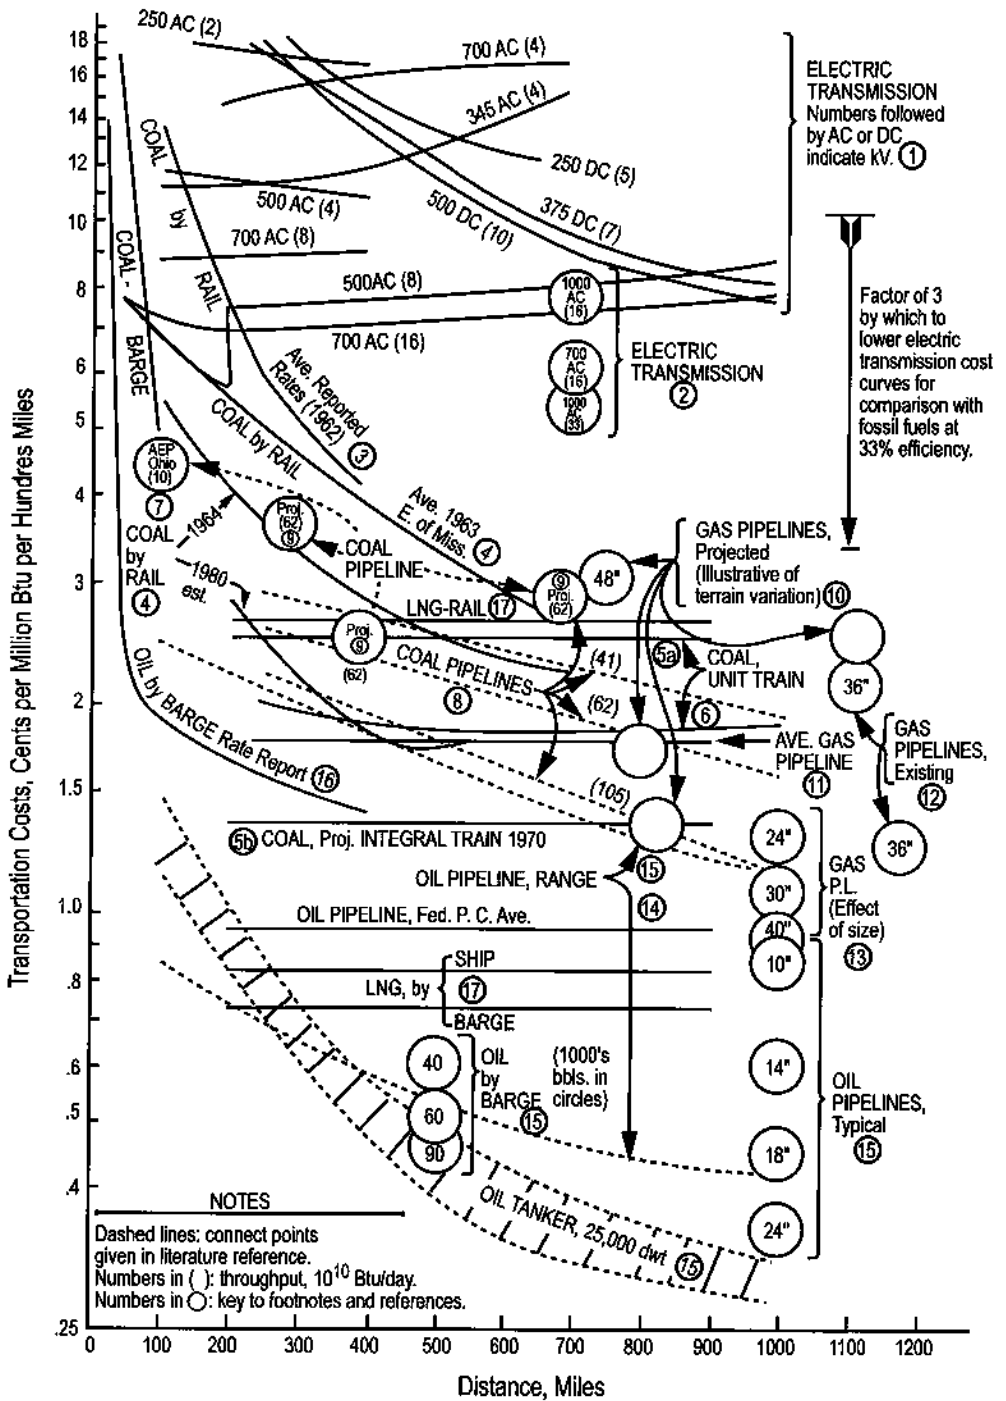 250 AC (2)
700 AC (4)
345 AC (4)
250 DC (5)
375 DC (7)
500 DC (10)
500 AC (4)
700 AC (8)
500AC (8)
700 AC (16)
ELECTRIC
TRANSMISSION
Numbers followed
by AC or DC
indicate kV. 1
Factor of 3
by which to
lower electric
transmission cost
curves for
comparison with
fossil fuels at
33% efficiency.
1000
AC
(16)
700
AC
(16)
1000
AC
(33)
ELECTRIC
TRANSMISSION
2
COAL
by
RAIL
COAL-
BARGE
Ave. Reported
Rates (1962) 3
COAL by RAIL
Ave. 1963
E. of Miss. 4
AEP
Ohio
(10)
7
COAL
by
RAIL
4
1964
1980
est.
Proj.
(62)
9
COAL
PIPELINE
Proj.
9
(62)
9
Proj.
(62)
48"
LNG-RAIL 17
GAS PIPELINES,
Projected
(Illustrative of
terrain variation) 10
COAL PIPELINES
8
(41)
(62)
(105)
5a COAL,
UNIT TRAIN
6
36"
AVE. GAS
PIPELINE
11
GAS
PIPELINES,
Existing
12
36"
OIL by BARGE Rate Report 16
5b COAL, Proj. INTEGRAL TRAIN 1970
OIL PIPELINE, RANGE
15
14
OIL PIPELINE, Fed. P. C. Ave.
LNG, by
SHIP
17
BARGE
24"
30"
40"
GAS
P.L.
(Effect
of size)
13
10"
14"
18"
24"
OIL
PIPELINES,
Typical
15
40
60
90
OIL
by
BARGE 15
(1000's
bbls. in
circles)
OIL TANKER, 25,000 dwt 15
NOTES
Dashed lines: connect points
given in literature reference.
Numbers in ( ): throughput, 10¹⁰ Btu/day.
Numbers in ○: key to footnotes and references.
Transportation Costs, Cents per Million Btu per Hundres Miles
18
16
14
12
10
8
6
5
4
3
2
1.5
1.0
.8
.6
.5
.4
.25
0 100 200 300 400 500 600 700 800 900 1000 1100 1200
Distance, Miles